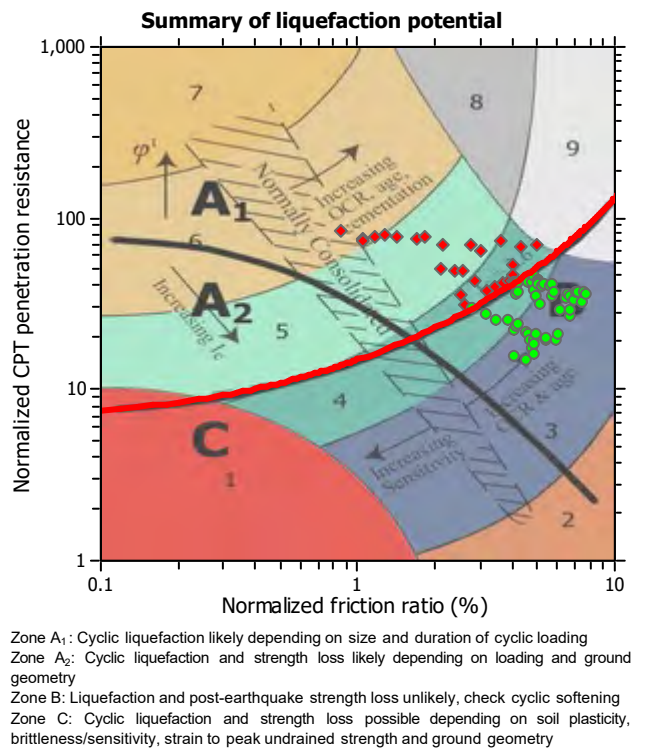 Summary of liquefaction potential
Normalized CPT penetration resistance
1,000
100
10
1
0.1
1
10
7
8
9
φ'
A₁
Increasing
OCR, age,
cementation
Normally Consolidated
6
A₂
Increasing Ic
5
B
4
C
1
Increasing
OCR & age
3
Increasing
Sensitivity
2
Normalized friction ratio (%)
Zone A₁: Cyclic liquefaction likely depending on size and duration of cyclic loading
Zone A₂: Cyclic liquefaction and strength loss likely depending on loading and ground
geometry
Zone B: Liquefaction and post-earthquake strength loss unlikely, check cyclic softening
Zone C: Cyclic liquefaction and strength loss possible depending on soil plasticity,
brittleness/sensitivity, strain to peak undrained strength and ground geometry